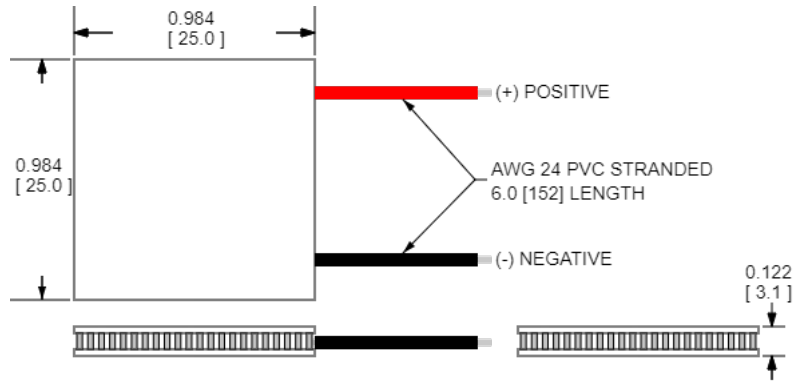 0.984
[ 25.0 ]
(+) POSITIVE
0.984
[ 25.0 ]
AWG 24 PVC STRANDED
6.0 [152] LENGTH
(-) NEGATIVE
0.122
[ 3.1 ]